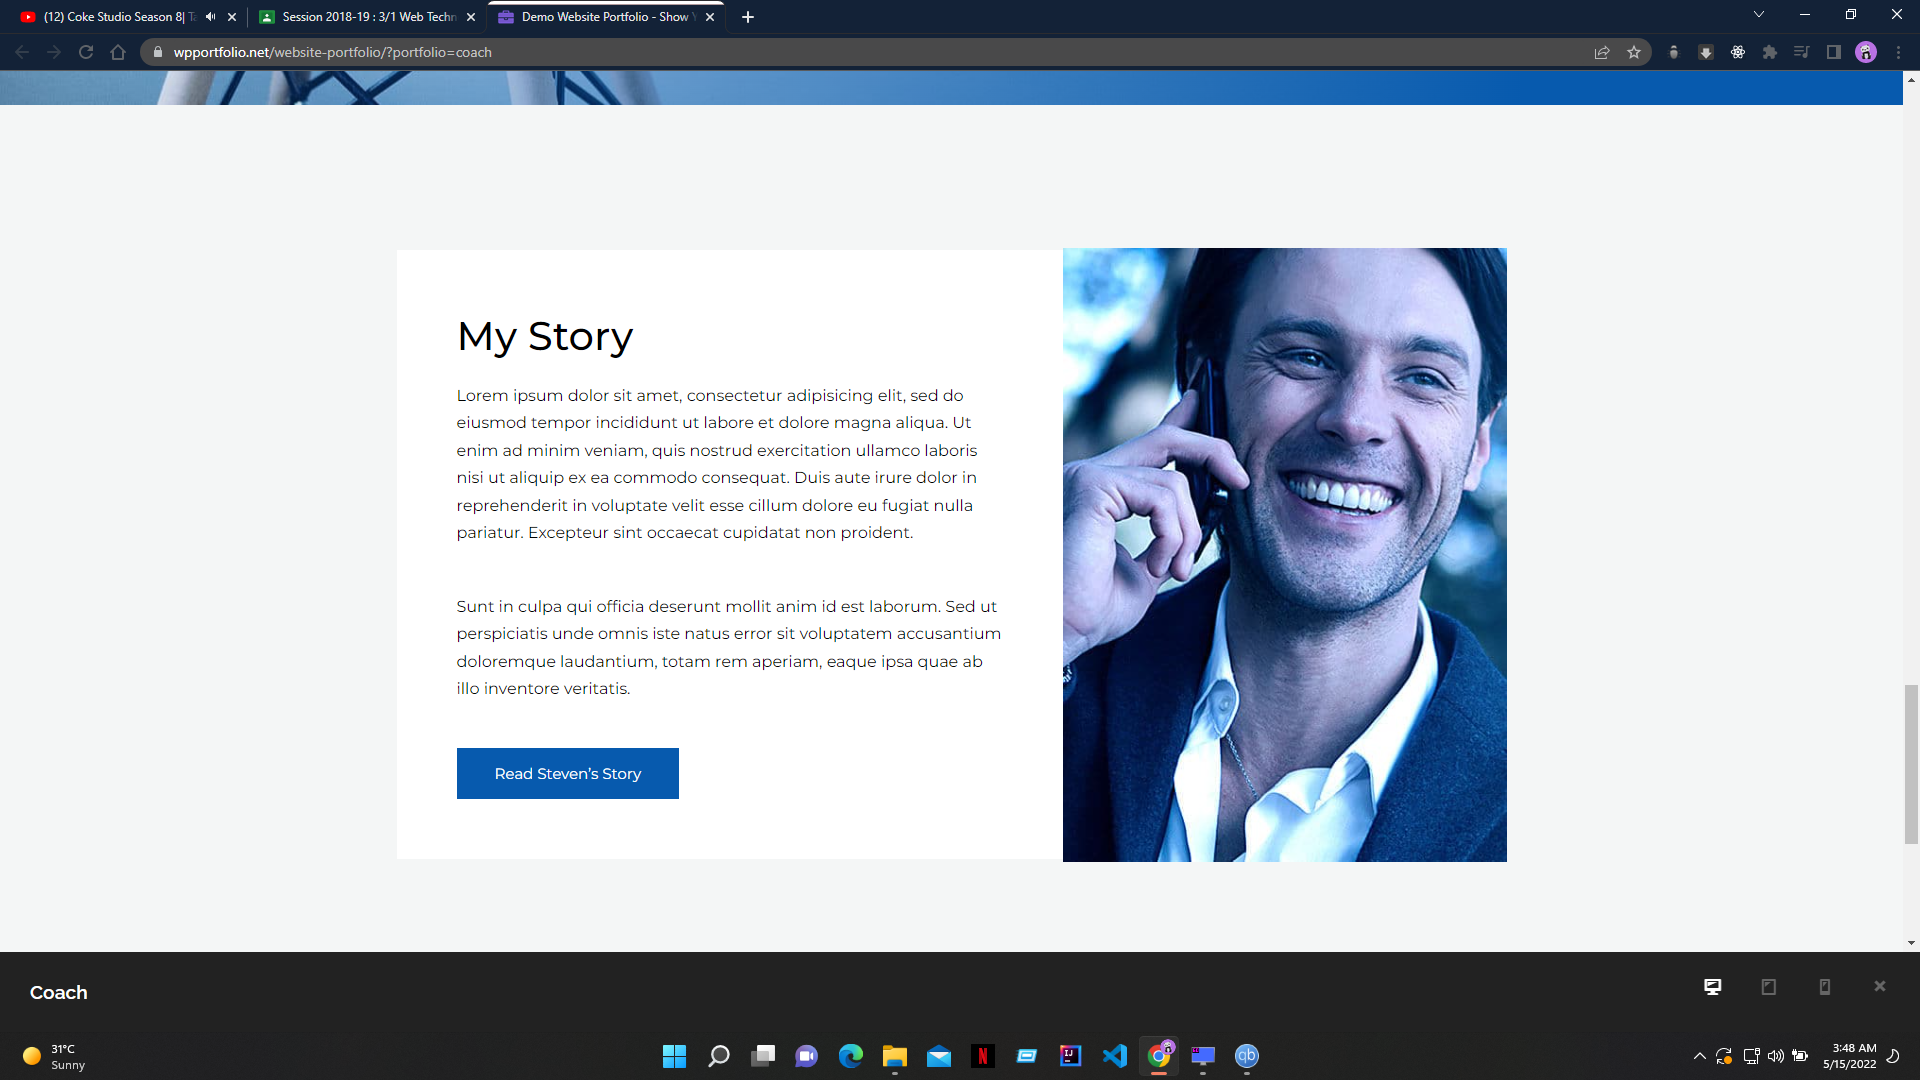 (12) Coke Studio Season 8| Ta
Session 2018-19 : 3/1 Web Techn
Demo Website Portfolio - Show Y
wpportfolio.net/website-portfolio/?portfolio=coach
My Story
Lorem ipsum dolor sit amet, consectetur adipisicing elit, sed do
eiusmod tempor incididunt ut labore et dolore magna aliqua. Ut
enim ad minim veniam, quis nostrud exercitation ullamco laboris
nisi ut aliquip ex ea commodo consequat. Duis aute irure dolor in
reprehenderit in voluptate velit esse cillum dolore eu fugiat nulla
pariatur. Excepteur sint occaecat cupidatat non proident.
Sunt in culpa qui officia deserunt mollit anim id est laborum. Sed ut
perspiciatis unde omnis iste natus error sit voluptatem accusantium
doloremque laudantium, totam rem aperiam, eaque ipsa quae ab
illo inventore veritatis.
Read Steven’s Story
Coach
31°C
Sunny
N
IJ
qb
3:48 AM
5/15/2022